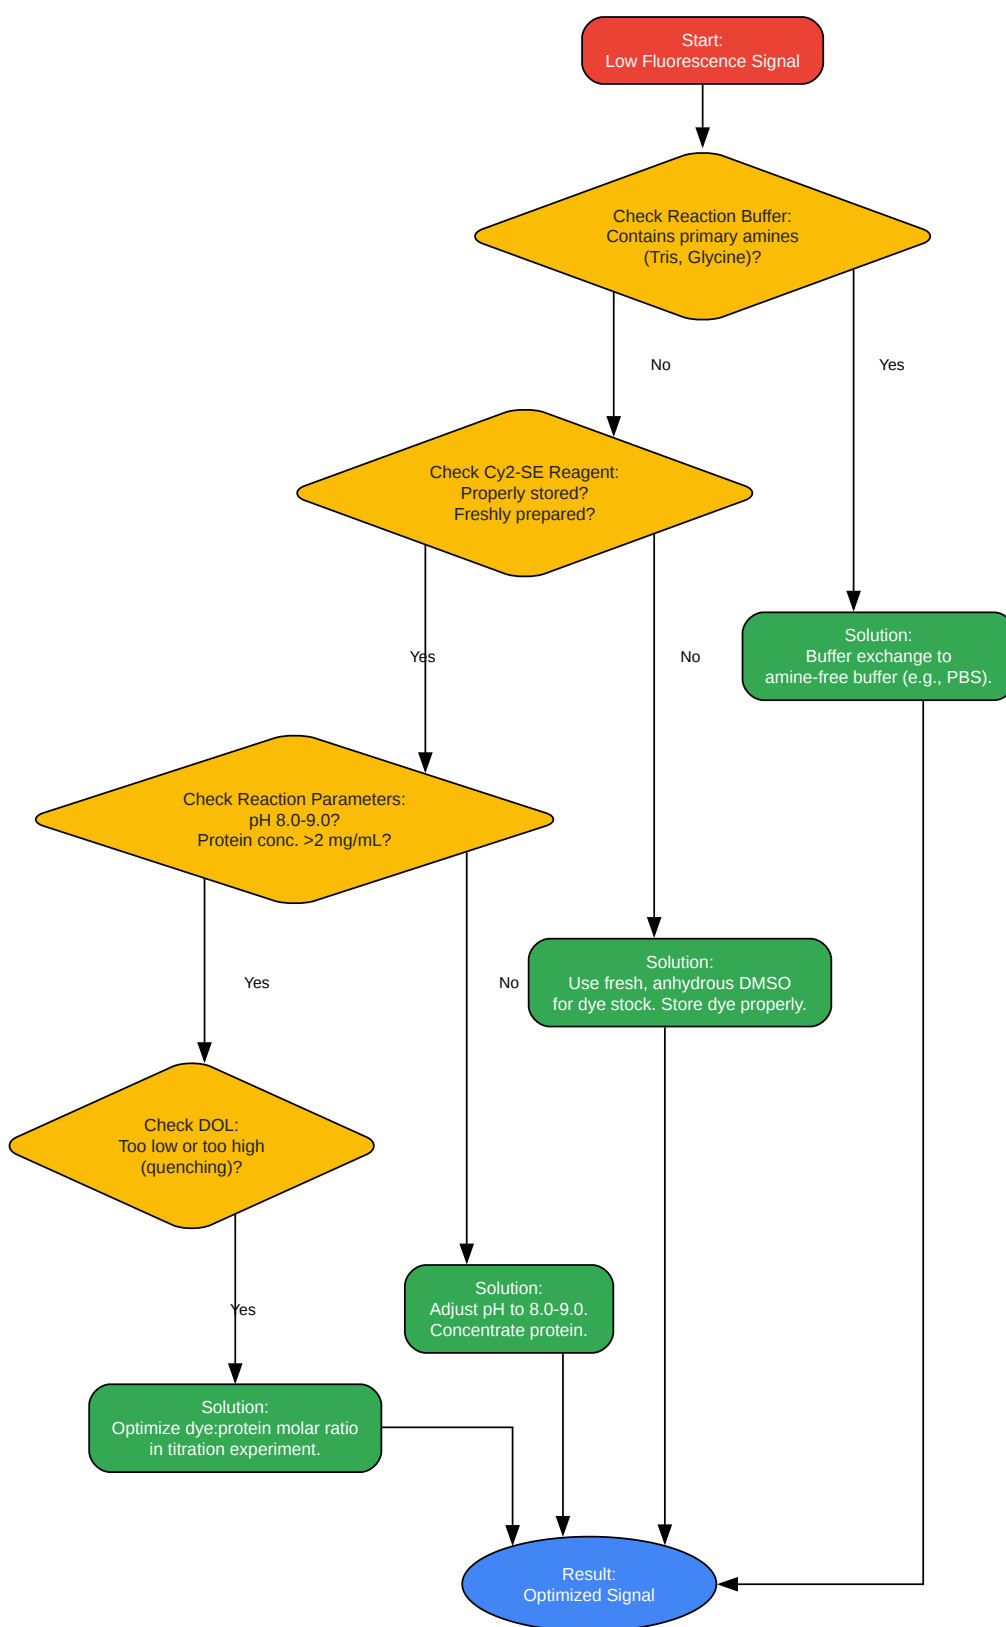 Start:
Low Fluorescence Signal
Check Reaction Buffer:
Contains primary amines
(Tris, Glycine)?
No
Yes
Check Cy2-SE Reagent:
Properly stored?
Freshly prepared?
Yes
No
Solution:
Buffer exchange to
amine-free buffer (e.g., PBS).
Check Reaction Parameters:
pH 8.0-9.0?
Protein conc. >2 mg/mL?
Yes
No
Solution:
Use fresh, anhydrous DMSO
for dye stock. Store dye properly.
Check DOL:
Too low or too high
(quenching)?
Yes
Solution:
Adjust pH to 8.0-9.0.
Concentrate protein.
Solution:
Optimize dye:protein molar ratio
in titration experiment.
Result:
Optimized Signal